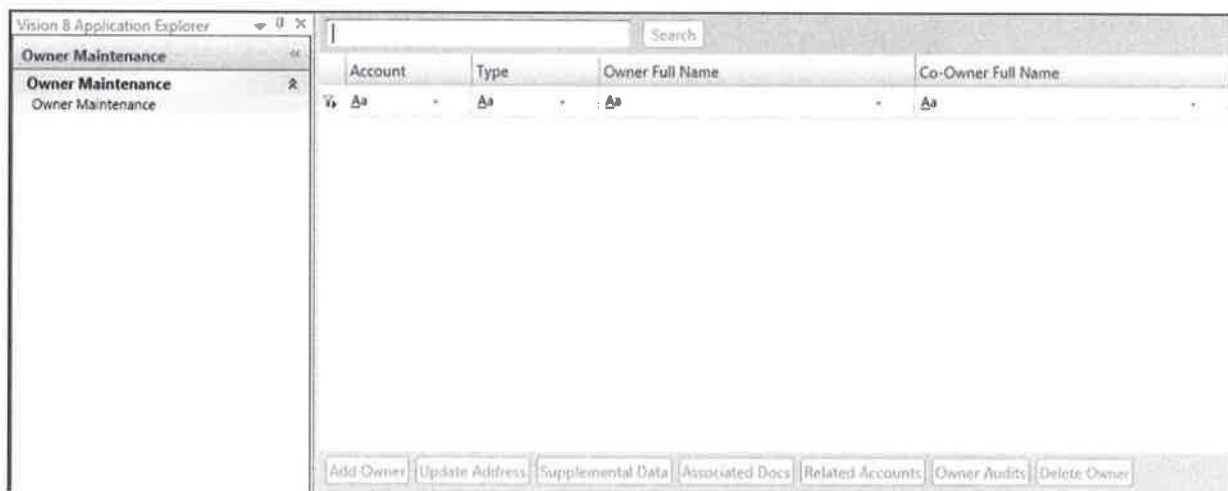 Vision 8 Application Explorer
Owner Maintenance
Owner Maintenance
Owner Maintenance
Search
Account Type Owner Full Name Co-Owner Full Name
Aa Aa Aa Aa
Add Owner Update Address Supplemental Data Associated Docs Related Accounts Owner Audits Delete Owner